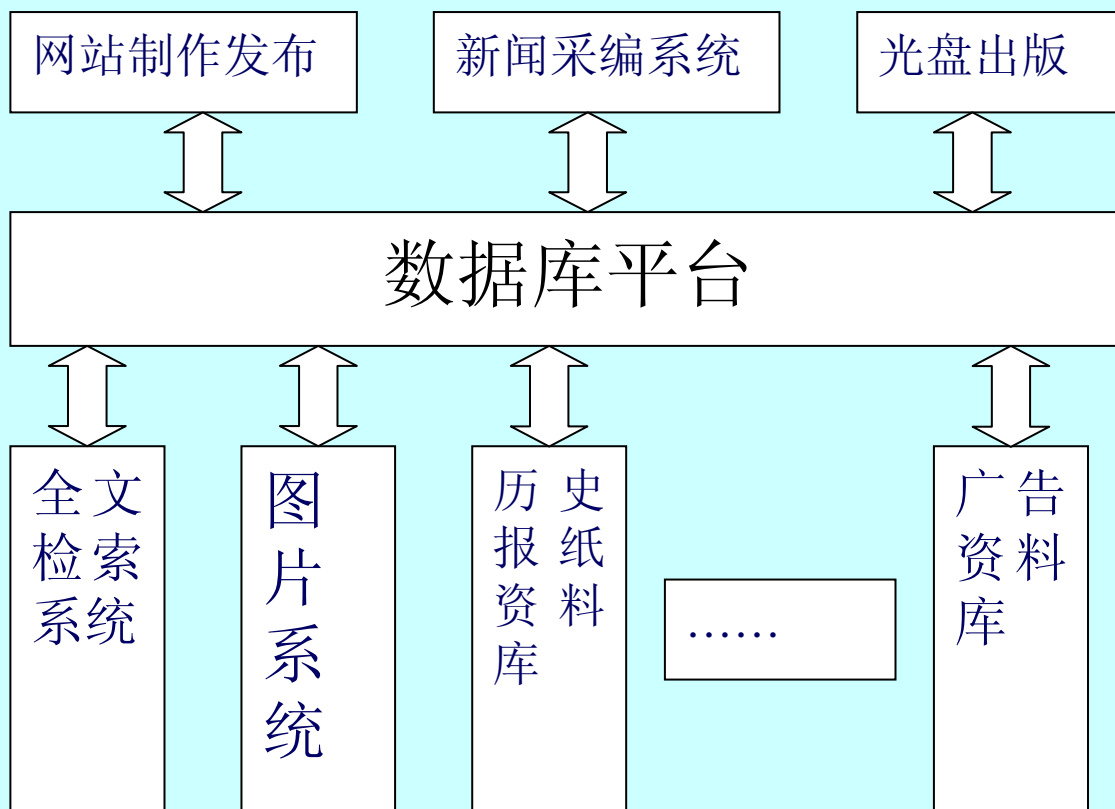 网站制作发布
新闻采编系统
光盘出版
数据库平台
全文
检索
系统
图
片
系
统
历史
报纸
资料
库
……
广告
资料
库